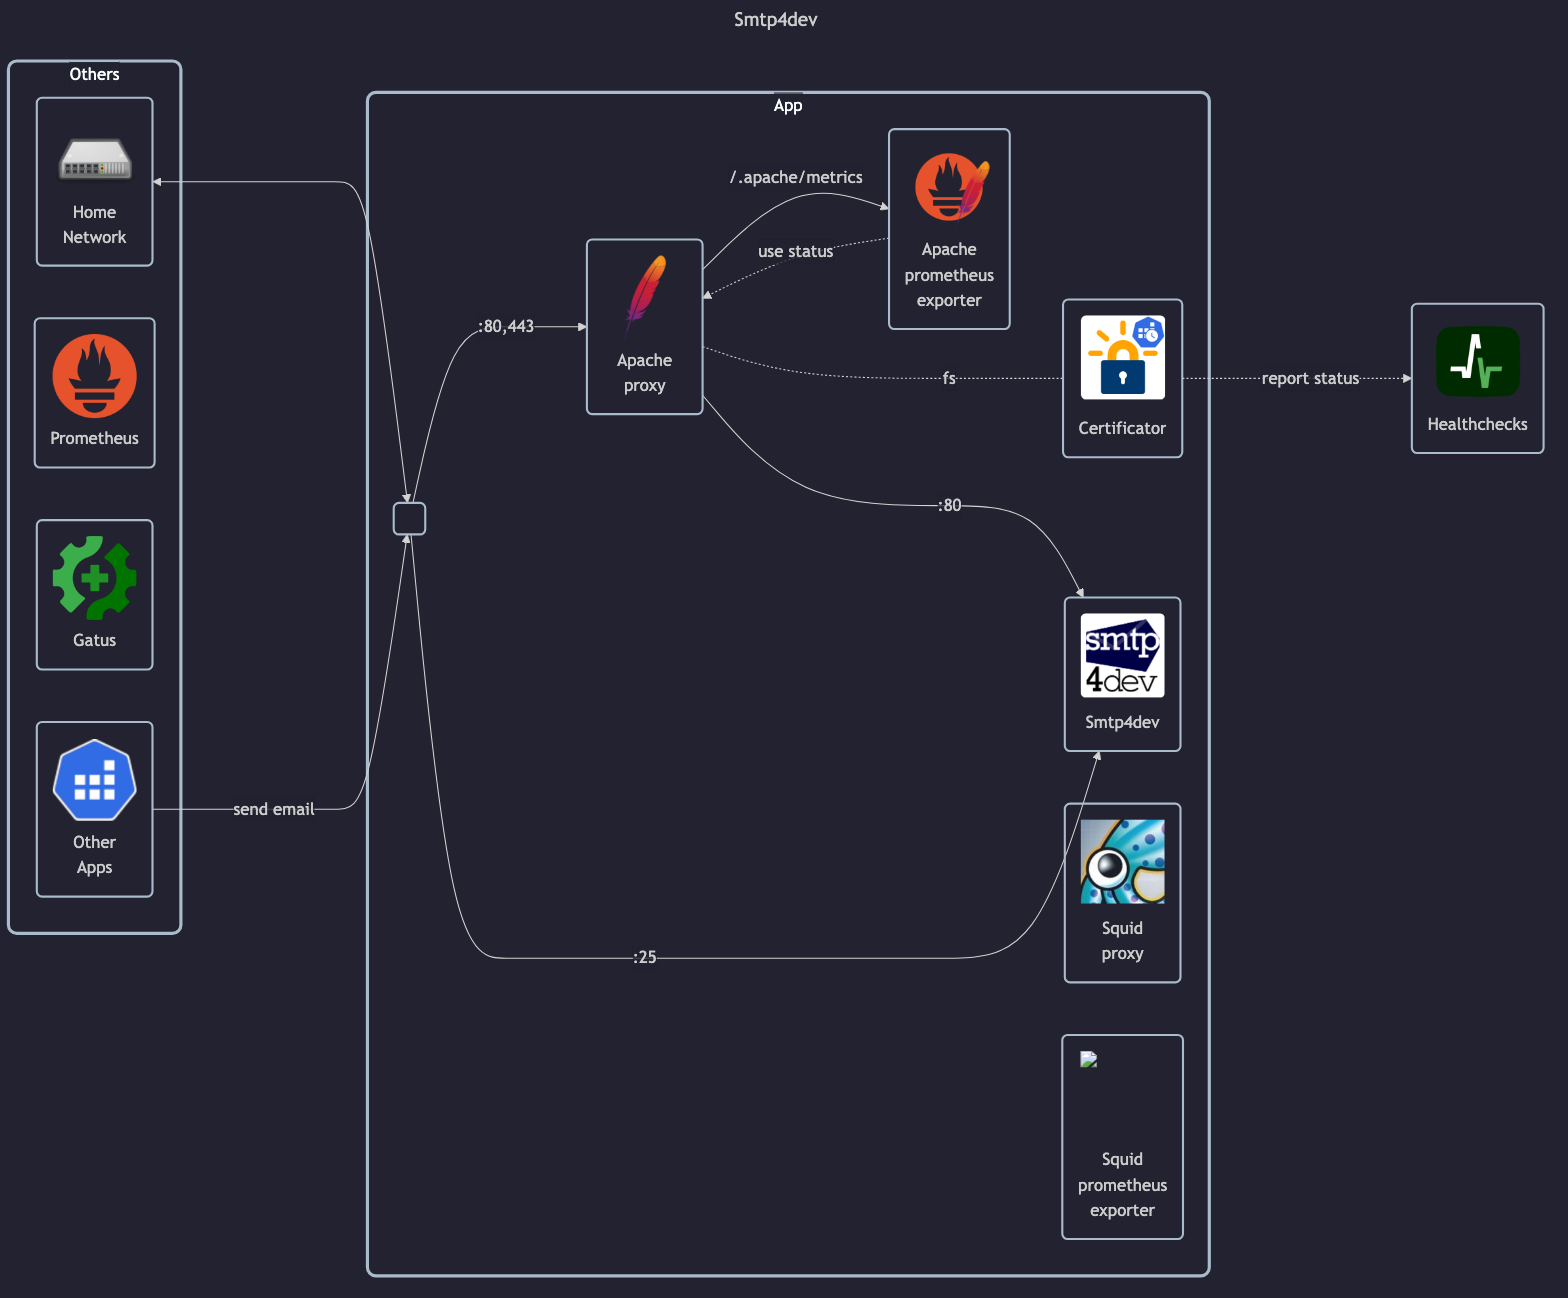 Smtp4dev
Others
Home
Network
Prometheus
Gatus
Other
Apps
send email
App
:80,443
Apache
proxy
/.apache/metrics
use status
Apache
prometheus
exporter
fs
Certificator
report status
Healthchecks
:80
smtp
4dev
Smtp4dev
:25
Squid
proxy
Squid
prometheus
exporter